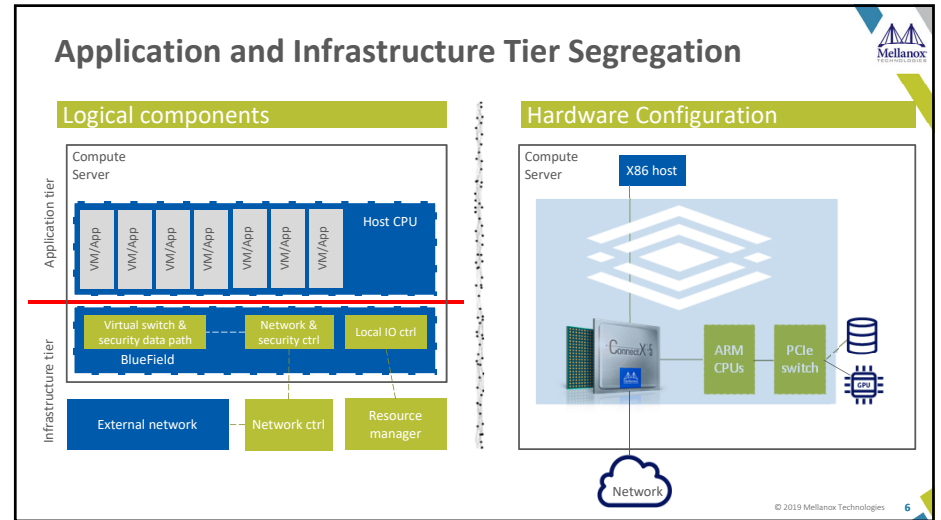 Application and Infrastructure Tier Segregation
Mellanox
TECHNOLOGIES
Logical components
Application tier
Infrastructure tier
Compute
Server
VM/App
VM/App
VM/App
VM/App
VM/App
VM/App
VM/App
Host CPU
Virtual switch &
security data path
Network &
security ctrl
Local IO ctrl
BlueField
External network
Network ctrl
Resource
manager
Hardware Configuration
Compute
Server
X86 host
ConnectX-5
Mellanox
ARM
CPUs
PCIe
switch
GPU
Network
© 2019 Mellanox Technologies
6